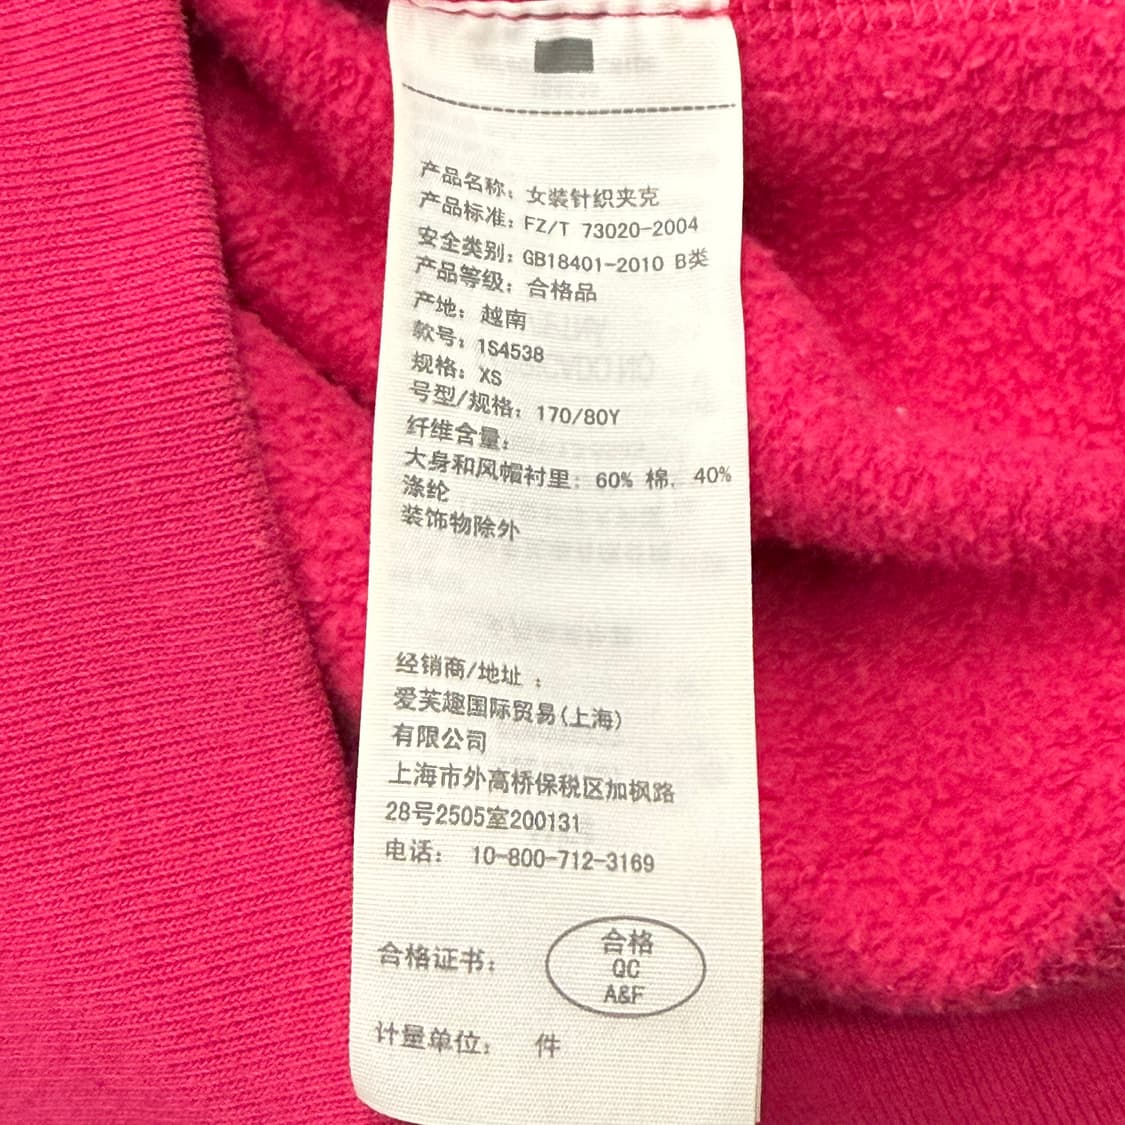 产品名称: 女装针织夹克
产品标准: FZ/T 73020-2004
安全类别: GB18401-2010 B类
产品等级: 合格品
产地: 越南
款号: 1S4538
规格: XS
号型/规格: 170/80Y
纤维含量:
大身和风帽衬里: 60% 棉, 40%
涤纶
装饰物除外
经销商/地址 :
爱芙趣国际贸易(上海)
有限公司
上海市外高桥保税区加枫路
28号2505室200131
电话: 10-800-712-3169
合格证书:
合格
QC
A&F
计量单位: 件